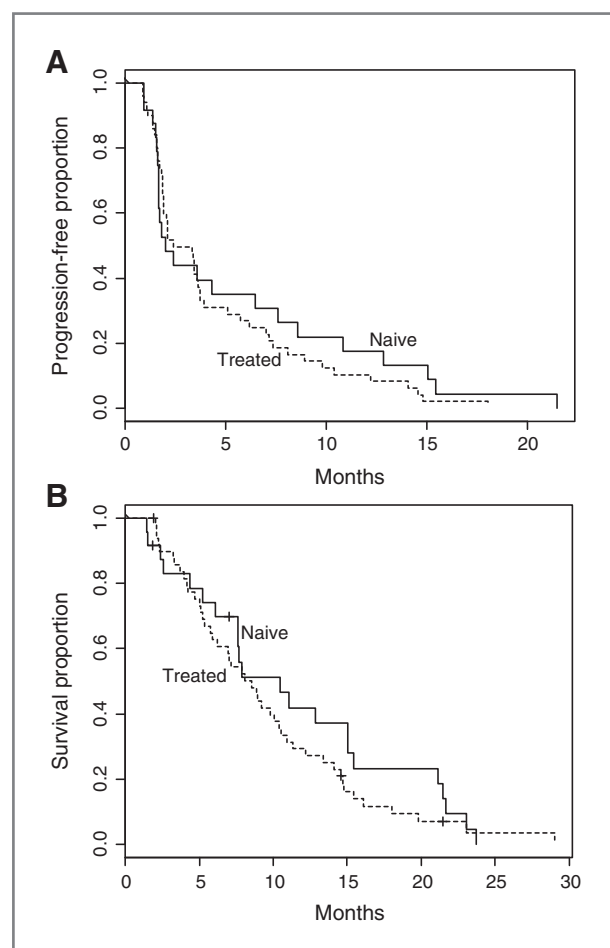 A
Progression-free proportion
1.0
0.8
0.6
0.4
0.2
0.0
Naive
Treated
0 5 10 15 20
Months
B
Survival proportion
1.0
0.8
0.6
0.4
0.2
0.0
Naive
Treated
0 5 10 15 20 25 30
Months